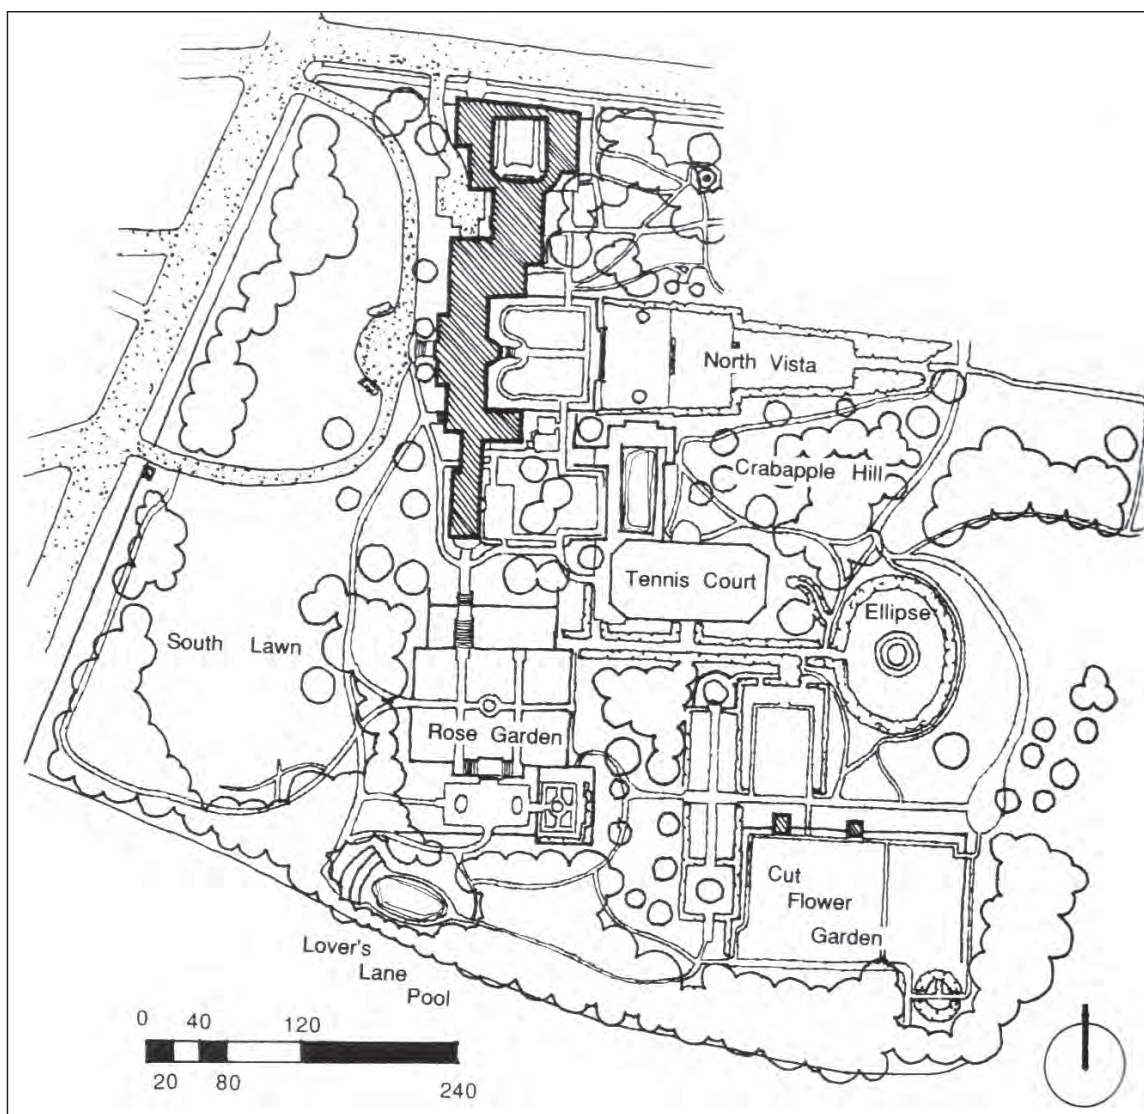 North Vista
Crabapple Hill
Tennis Court
Ellipse
South Lawn
Rose Garden
Cut
Flower
Garden
Lover's
Lane
Pool
0 40 120
20 80 240